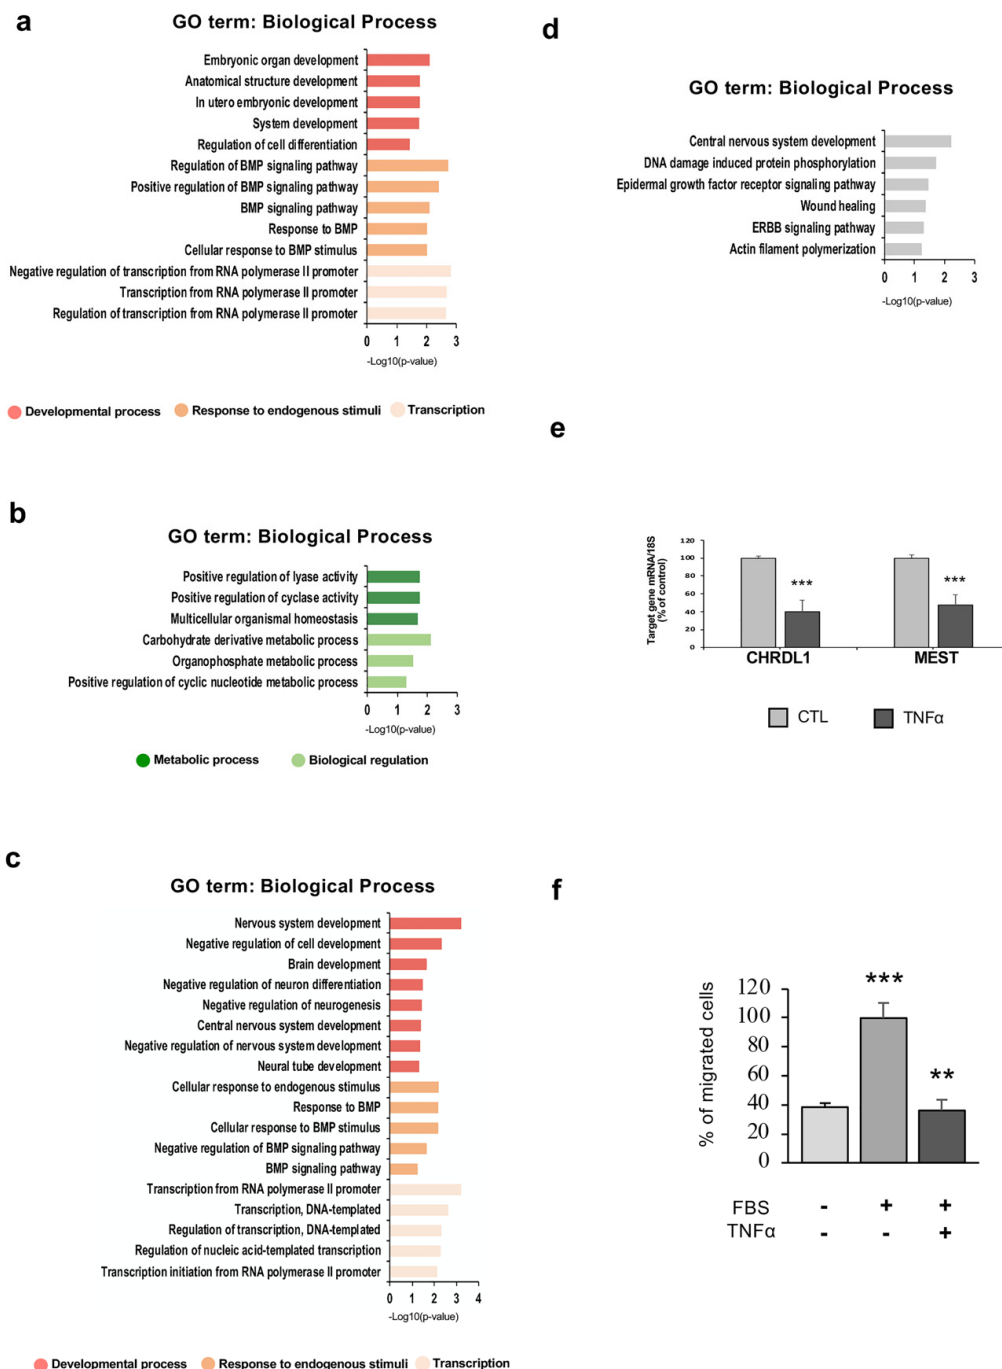 a
GO term: Biological Process
Embryonic organ development
Anatomical structure development
In utero embryonic development
System development
Regulation of cell differentiation
Regulation of BMP signaling pathway
Positive regulation of BMP signaling pathway
BMP signaling pathway
Response to BMP
Cellular response to BMP stimulus
Negative regulation of transcription from RNA polymerase II promoter
Transcription from RNA polymerase II promoter
Regulation of transcription from RNA polymerase II promoter
0 1 2 3
-Log10(p-value)
Developmental process Response to endogenous stimuli Transcription
b
GO term: Biological Process
Positive regulation of lyase activity
Positive regulation of cyclase activity
Multicellular organismal homeostasis
Carbohydrate derivative metabolic process
Organophosphate metabolic process
Positive regulation of cyclic nucleotide metabolic process
0 1 2 3
-Log10(p-value)
Metabolic process Biological regulation
c
GO term: Biological Process
Nervous system development
Negative regulation of cell development
Brain development
Negative regulation of neuron differentiation
Negative regulation of neurogenesis
Central nervous system development
Negative regulation of nervous system development
Neural tube development
Cellular response to endogenous stimulus
Response to BMP
Cellular response to BMP stimulus
Negative regulation of BMP signaling pathway
BMP signaling pathway
Transcription from RNA polymerase II promoter
Transcription, DNA-templated
Regulation of transcription, DNA-templated
Regulation of nucleic acid-templated transcription
Transcription initiation from RNA polymerase II promoter
0 1 2 3 4
-Log10(p-value)
Developmental process Response to endogenous stimuli Transcription
d
GO term: Biological Process
Central nervous system development
DNA damage induced protein phosphorylation
Epidermal growth factor receptor signaling pathway
Wound healing
ERBB signaling pathway
Actin filament polymerization
0 1 2 3
-Log10(p-value)
e
Target gene mRNA/18S
(% of control)
120
100
80
60
40
20
0
***
***
CHRDL1 MEST
CTL TNFα
f
% of migrated cells
120
100
80
60
40
20
0
***
**
FBS - + +
TNFα - - +